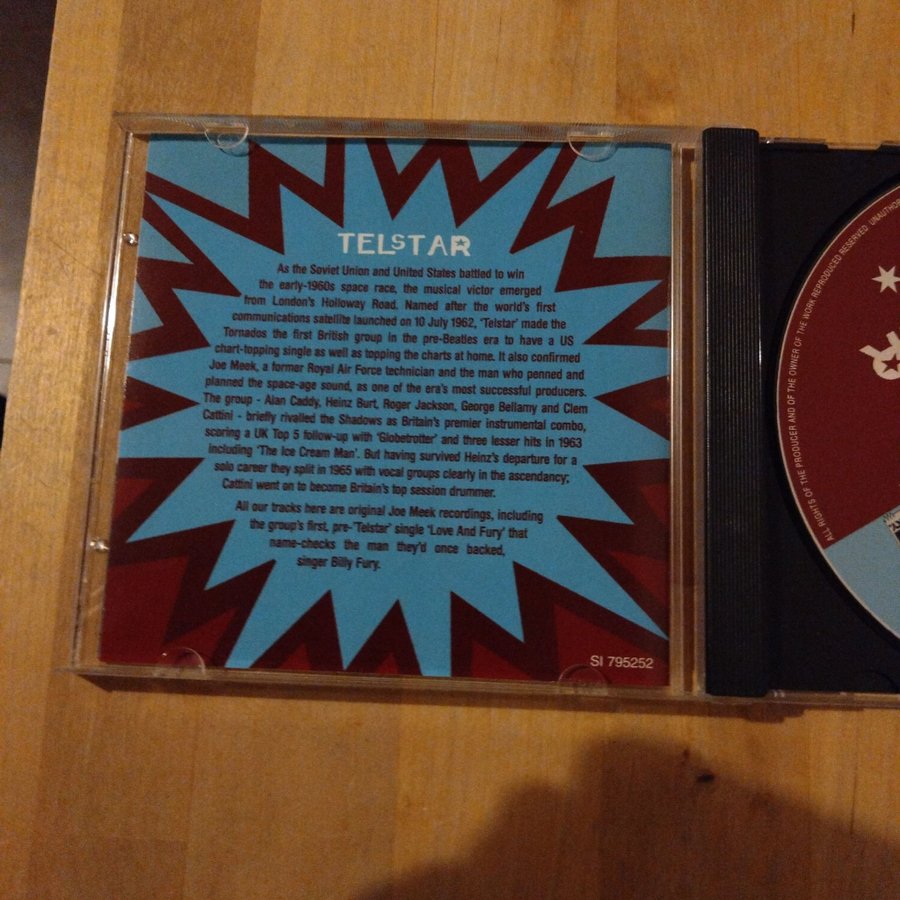 TELSTAR
As the Soviet Union and United States battled to win
the early-1960s space race, the musical victor emerged
from London's Holloway Road. Named after the world's first
communications satellite launched on 10 July 1962, 'Telstar' made the
Tornados the first British group in the pre-Beatles era to have a US
chart-topping single as well as topping the charts at home. It also confirmed
Joe Meek, a former Royal Air Force technician and the man who penned and
planned the space-age sound, as one of the era's most successful producers.
The group - Alan Caddy, Heinz Burt, Roger Jackson, George Bellamy and Clem
Cattini - briefly rivalled the Shadows as Britain's premier instrumental combo,
scoring a UK Top 5 follow-up with 'Globetrotter' and three lesser hits in 1963
including 'The Ice Cream Man'. But having survived Heinz's departure for a
solo career they split in 1965 with vocal groups clearly in the ascendancy;
Cattini went on to become Britain's top session drummer.
All our tracks here are original Joe Meek recordings, including
the group's first, pre-'Telstar' single 'Love And Fury' that
name-checks the man they'd once backed,
singer Billy Fury.
SI 795252
ALL RIGHTS OF THE PRODUCER AND OF THE OWNER OF THE WORK REPRODUCED RESERVED